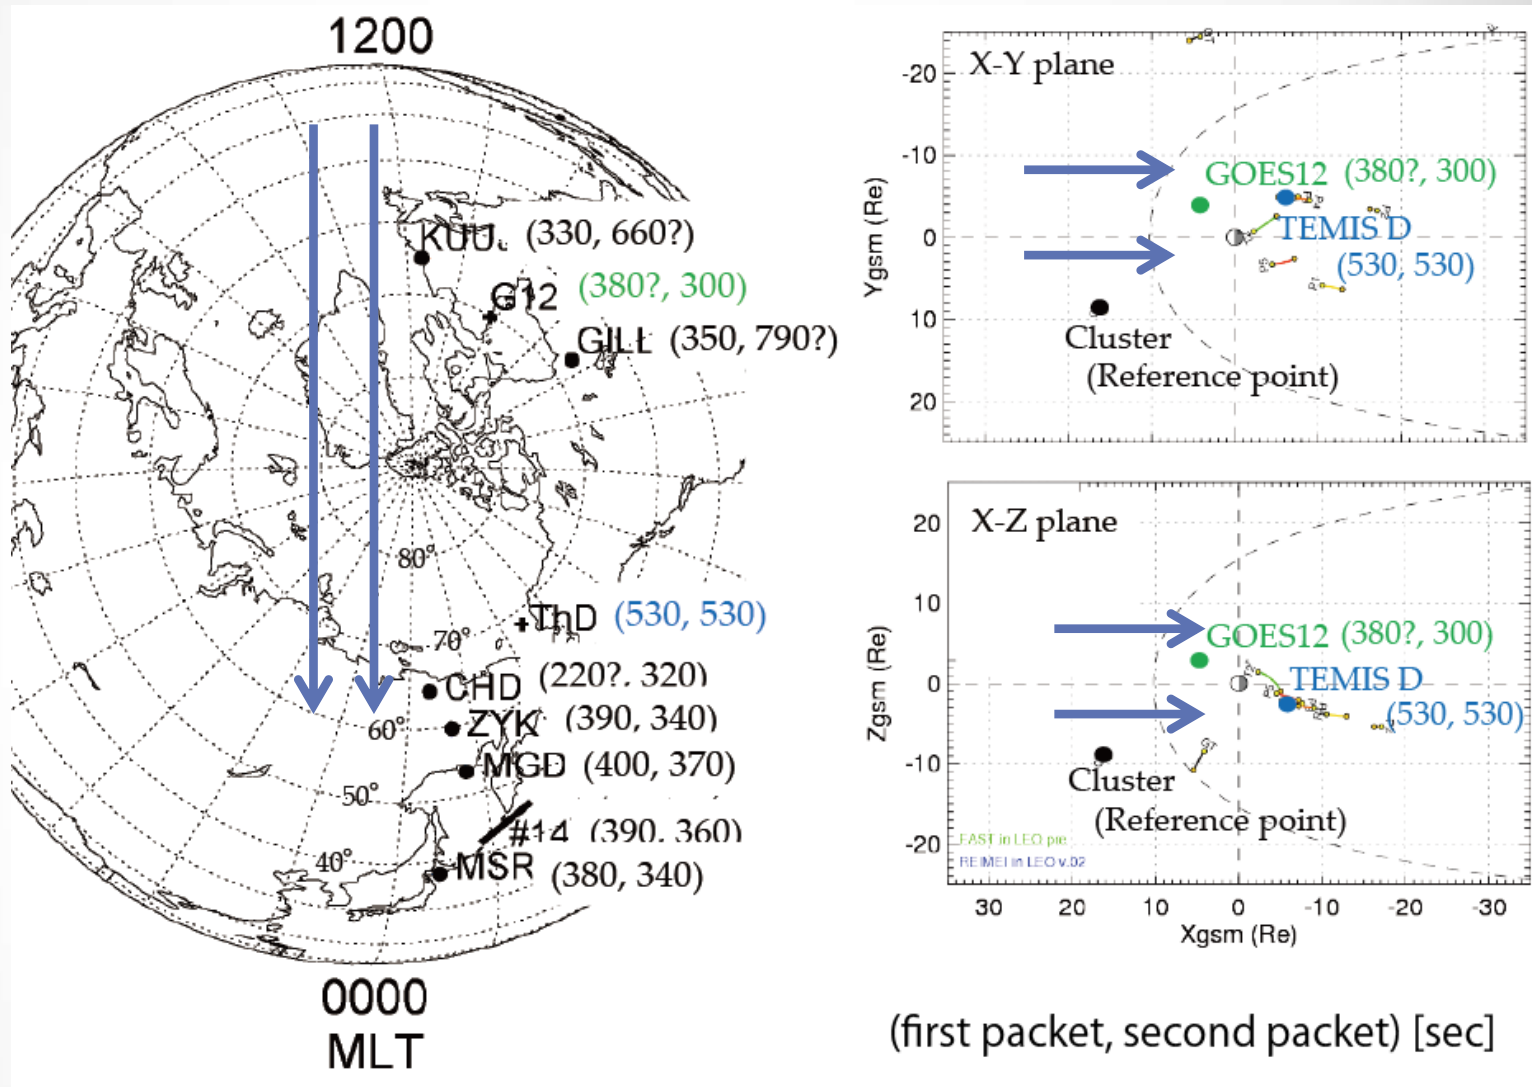 1200
KUU. (330, 660?)
G12 (380?, 300)
GILL (350, 790?)
80°
ThD (530, 530)
70°
CHD (220?, 320)
60° ZYK (390, 340)
MGD (400, 370)
50°
#14 (390, 360)
40° MSR (380, 340)
0000
MLT
X-Y plane
-20
-10
0
10
20
Ygsm (Re)
GOES12 (380?, 300)
TEMIS D
(530, 530)
Cluster
(Reference point)
X-Z plane
20
10
0
-10
-20
Zgsm (Re)
GOES12 (380?, 300)
TEMIS D
(530, 530)
Cluster
(Reference point)
FAST in LEO pre
REIMEI in LEO v.02
30 20 10 0 -10 -20 -30
Xgsm (Re)
(first packet, second packet) [sec]